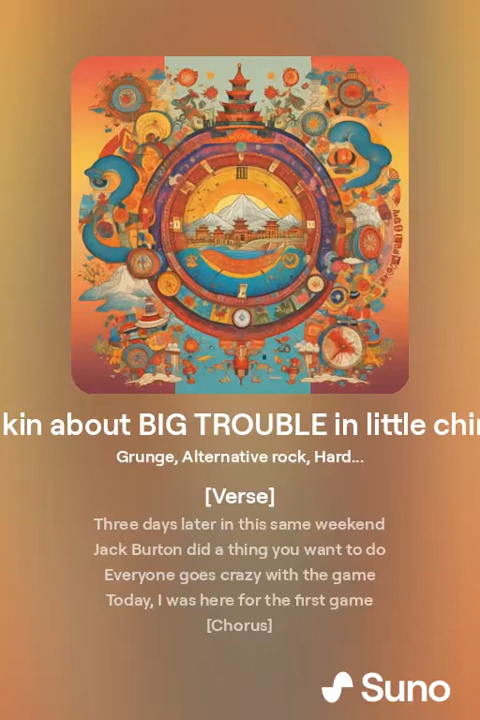 kin about BIG TROUBLE in little chi
Grunge, Alternative rock, Hard...
[Verse]
Three days later in this same weekend
Jack Burton did a thing you want to do
Everyone goes crazy with the game
Today, I was here for the first game
[Chorus]
Suno